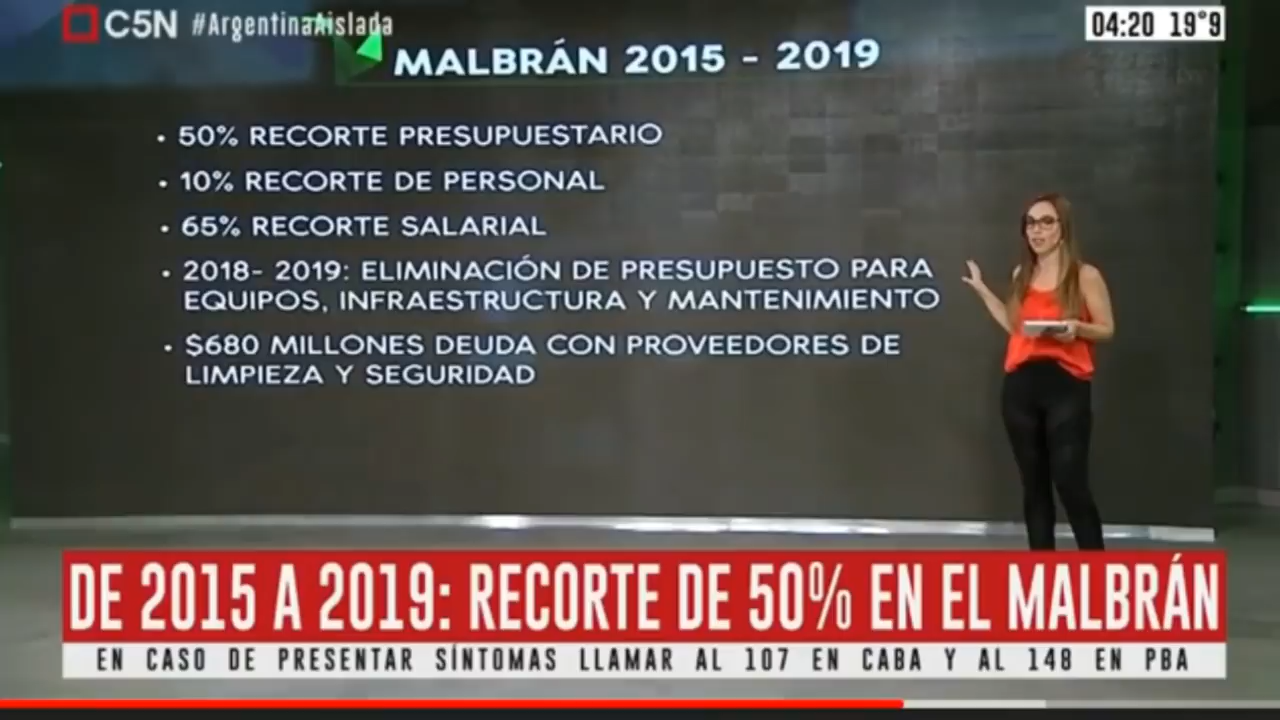 C5N #ArgentinaAislada
04:20 19°9
MALBRÁN 2015 - 2019
• 50% RECORTE PRESUPUESTARIO
• 10% RECORTE DE PERSONAL
• 65% RECORTE SALARIAL
• 2018- 2019: ELIMINACIÓN DE PRESUPUESTO PARA
EQUIPOS, INFRAESTRUCTURA Y MANTENIMIENTO
• $680 MILLONES DEUDA CON PROVEEDORES DE
LIMPIEZA Y SEGURIDAD
DE 2015 A 2019: RECORTE DE 50% EN EL MALBRÁN
EN CASO DE PRESENTAR SÍNTOMAS LLAMAR AL 107 EN CABA Y AL 148 EN PBA